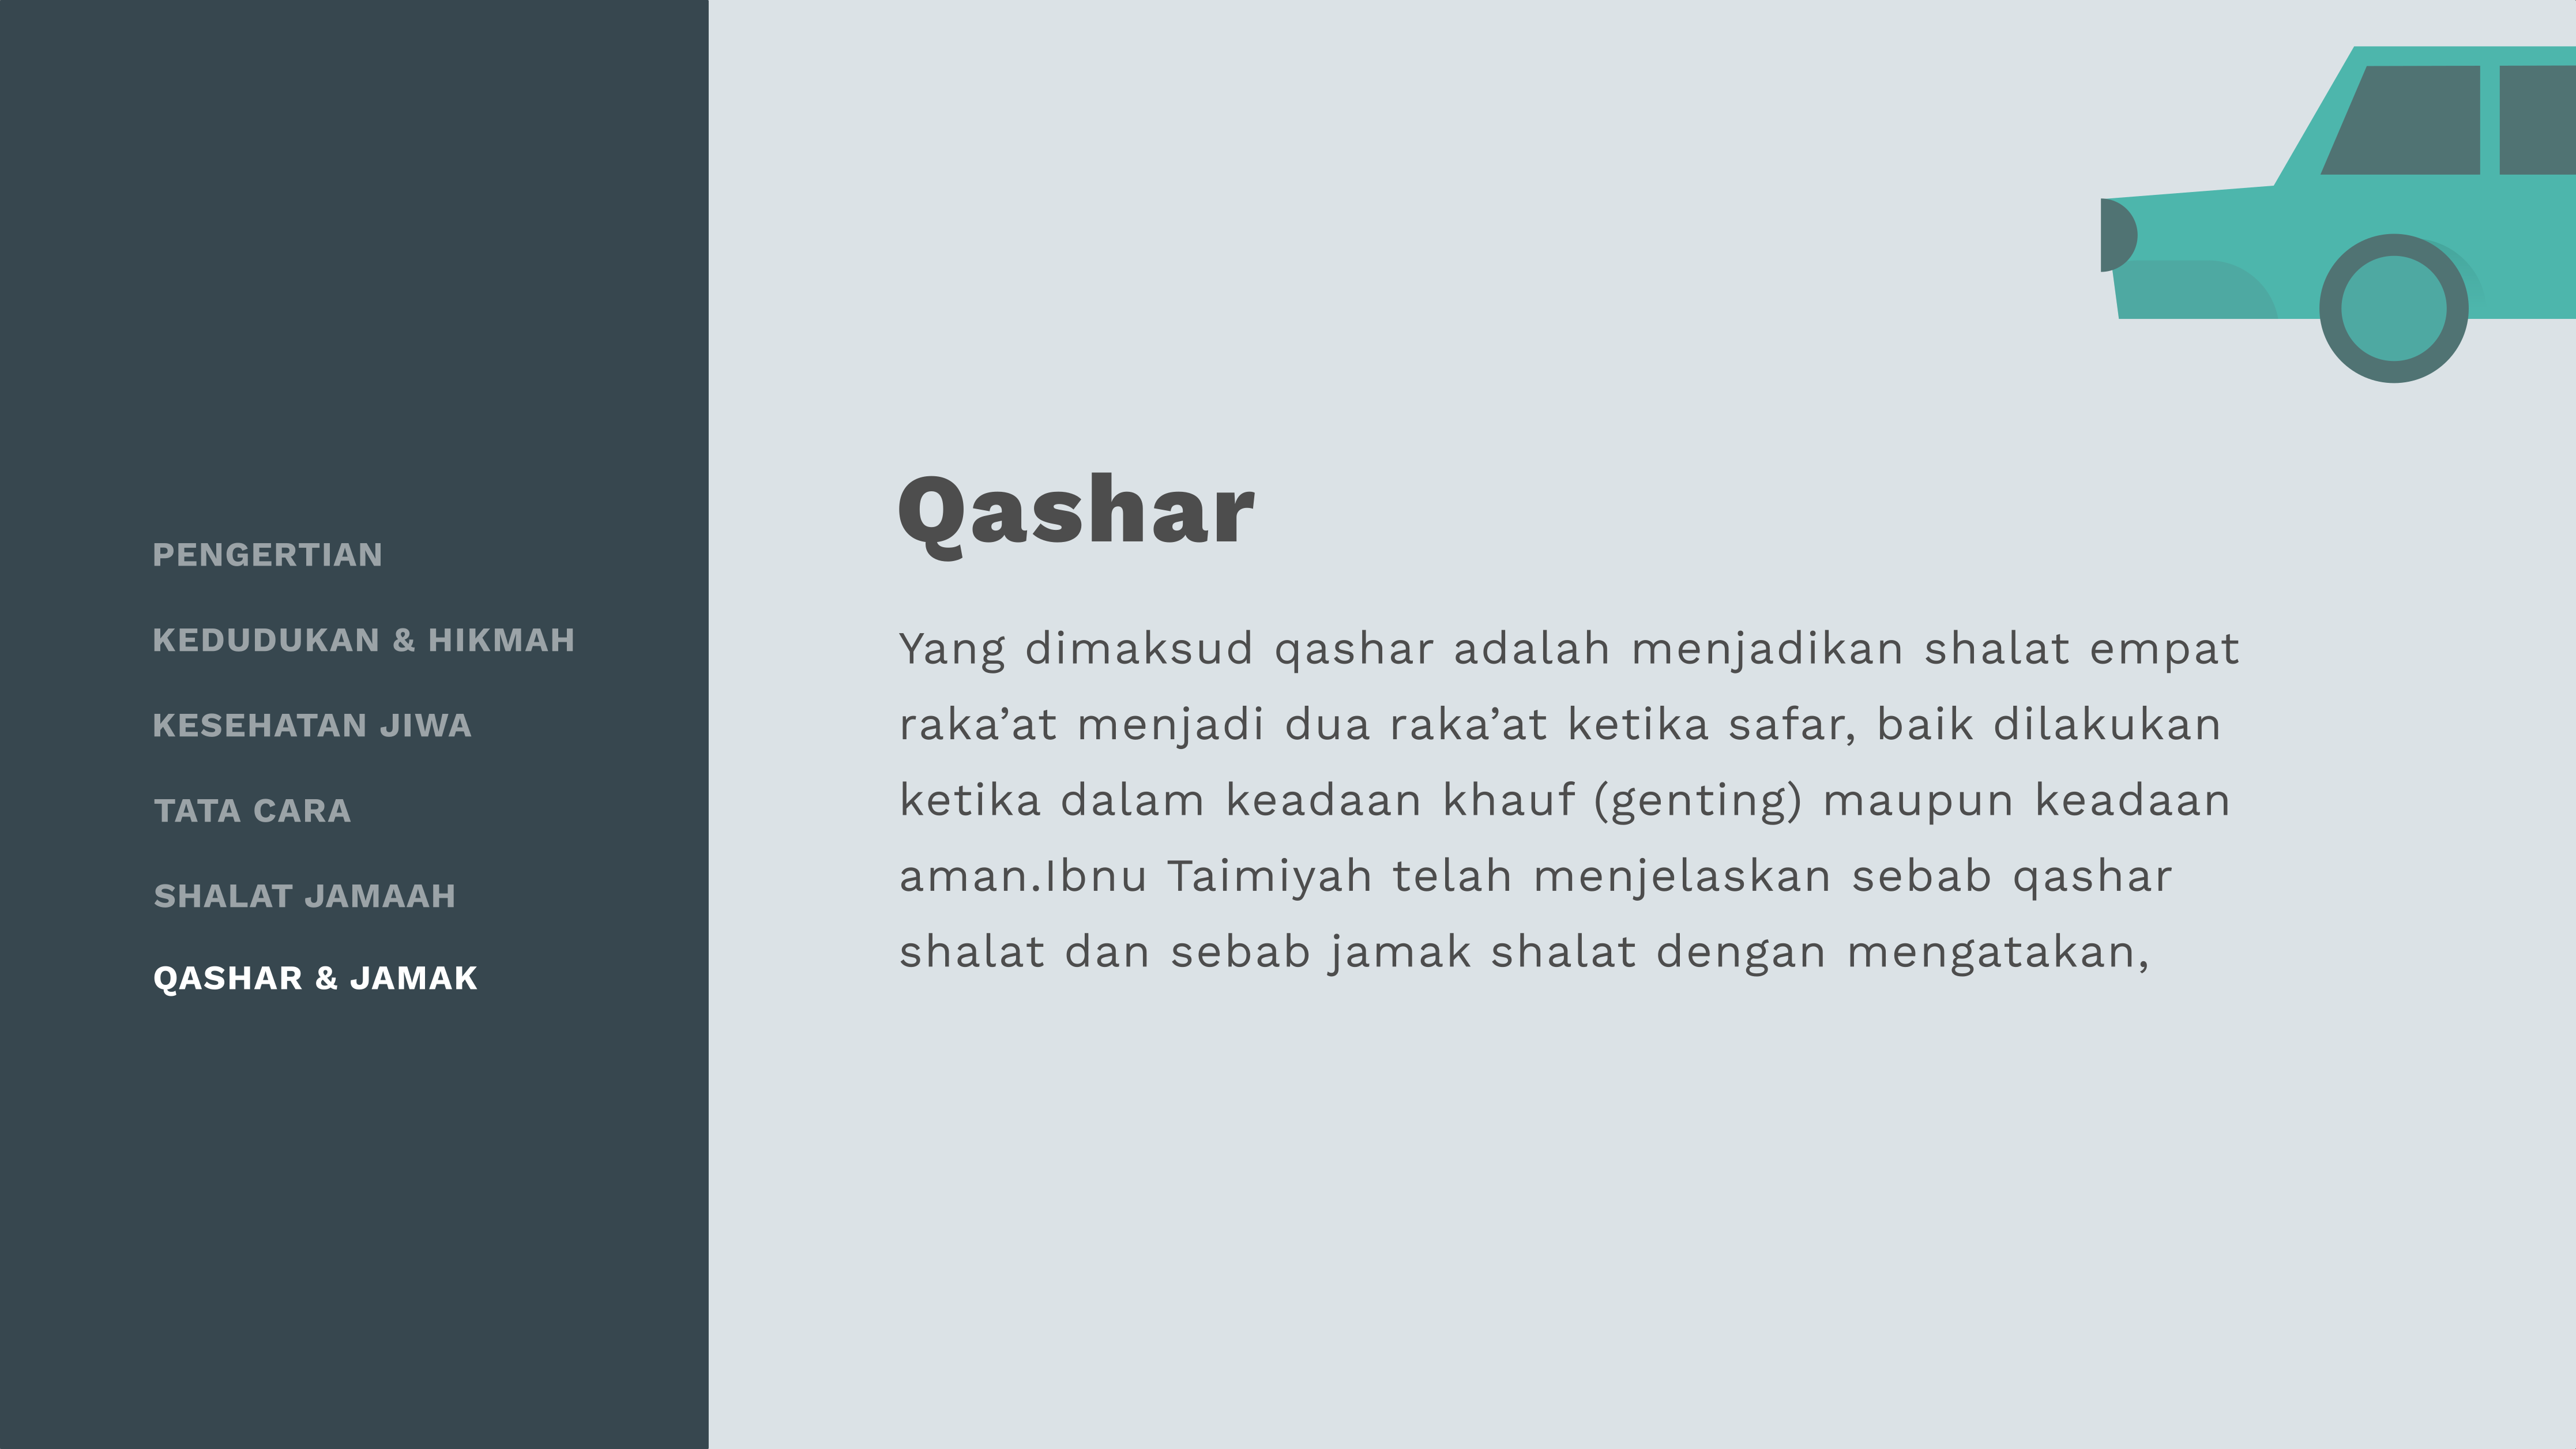 PENGERTIAN
KEDUDUKAN & HIKMAH
KESEHATAN JIWA
TATA CARA
SHALAT JAMAAH
QASHAR & JAMAK
Qashar
Yang dimaksud qashar adalah menjadikan shalat empat
raka’at menjadi dua raka’at ketika safar, baik dilakukan
ketika dalam keadaan khauf (genting) maupun keadaan
aman.Ibnu Taimiyah telah menjelaskan sebab qashar
shalat dan sebab jamak shalat dengan mengatakan,